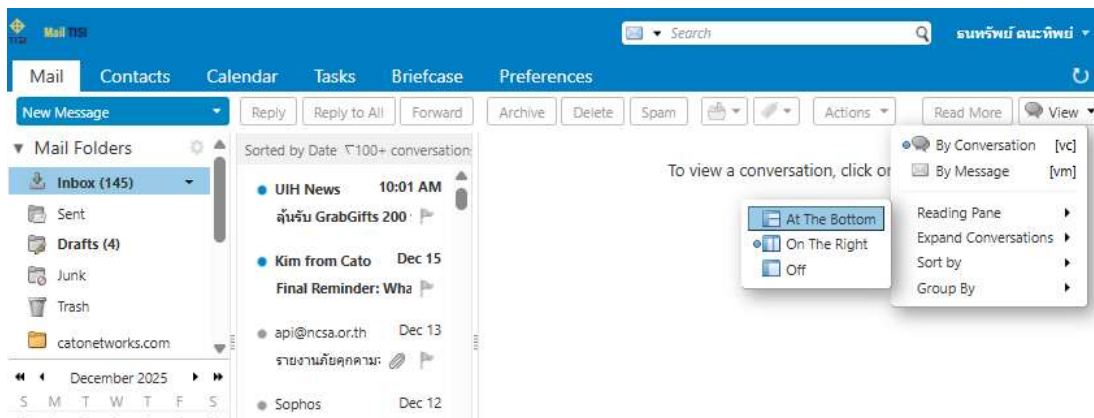 TISI Mail TISI
Search
ธนทรัพย์ ดนะทิพย์
Mail Contacts Calendar Tasks Briefcase Preferences
New Message
Reply Reply to All Forward Archive Delete Spam Actions Read More View
Mail Folders
Inbox (145)
Sent
Drafts (4)
Junk
Trash
catonetworks.com
December 2025
S M T W T F S
Sorted by Date 100+ conversation
UIH News 10:01 AM
ลุ้นรับ GrabGifts 200
Kim from Cato Dec 15
Final Reminder: Wha
api@ncsa.or.th Dec 13
รายงานภัยคุกคาม
Sophos Dec 12
To view a conversation, click
By Conversation [vc]
By Message [vm]
Reading Pane
Expand Conversations
Sort by
Group By
At The Bottom
On The Right
Off